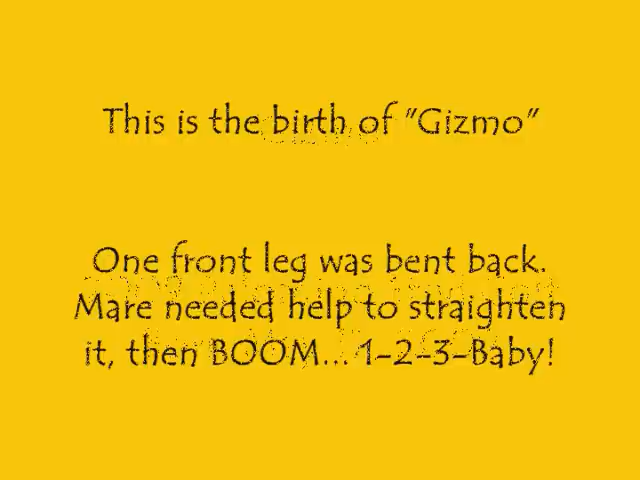 This is the birth of "Gizmo"
One front leg was bent back.
Mare needed help to straighten
it, then BOOM... 1-2-3-Baby!